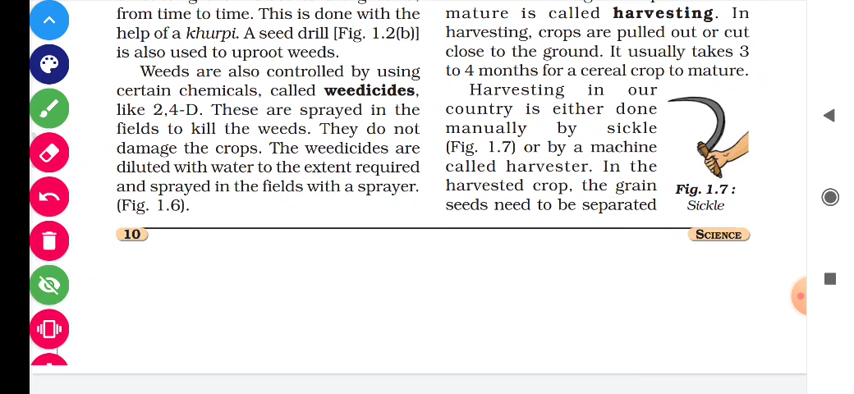 from time to time. This is done with the
help of a khurpi. A seed drill [Fig. 1.2(b)]
is also used to uproot weeds.
Weeds are also controlled by using
certain chemicals, called weedicides,
like 2,4-D. These are sprayed in the
fields to kill the weeds. They do not
damage the crops. The weedicides are
diluted with water to the extent required
and sprayed in the fields with a sprayer.
(Fig. 1.6).
mature is called harvesting. In
harvesting, crops are pulled out or cut
close to the ground. It usually takes 3
to 4 months for a cereal crop to mature.
Harvesting in our
country is either done
manually by sickle
(Fig. 1.7) or by a machine
called harvester. In the
harvested crop, the grain
seeds need to be separated
Fig. 1.7 :
Sickle
10
SCIENCE